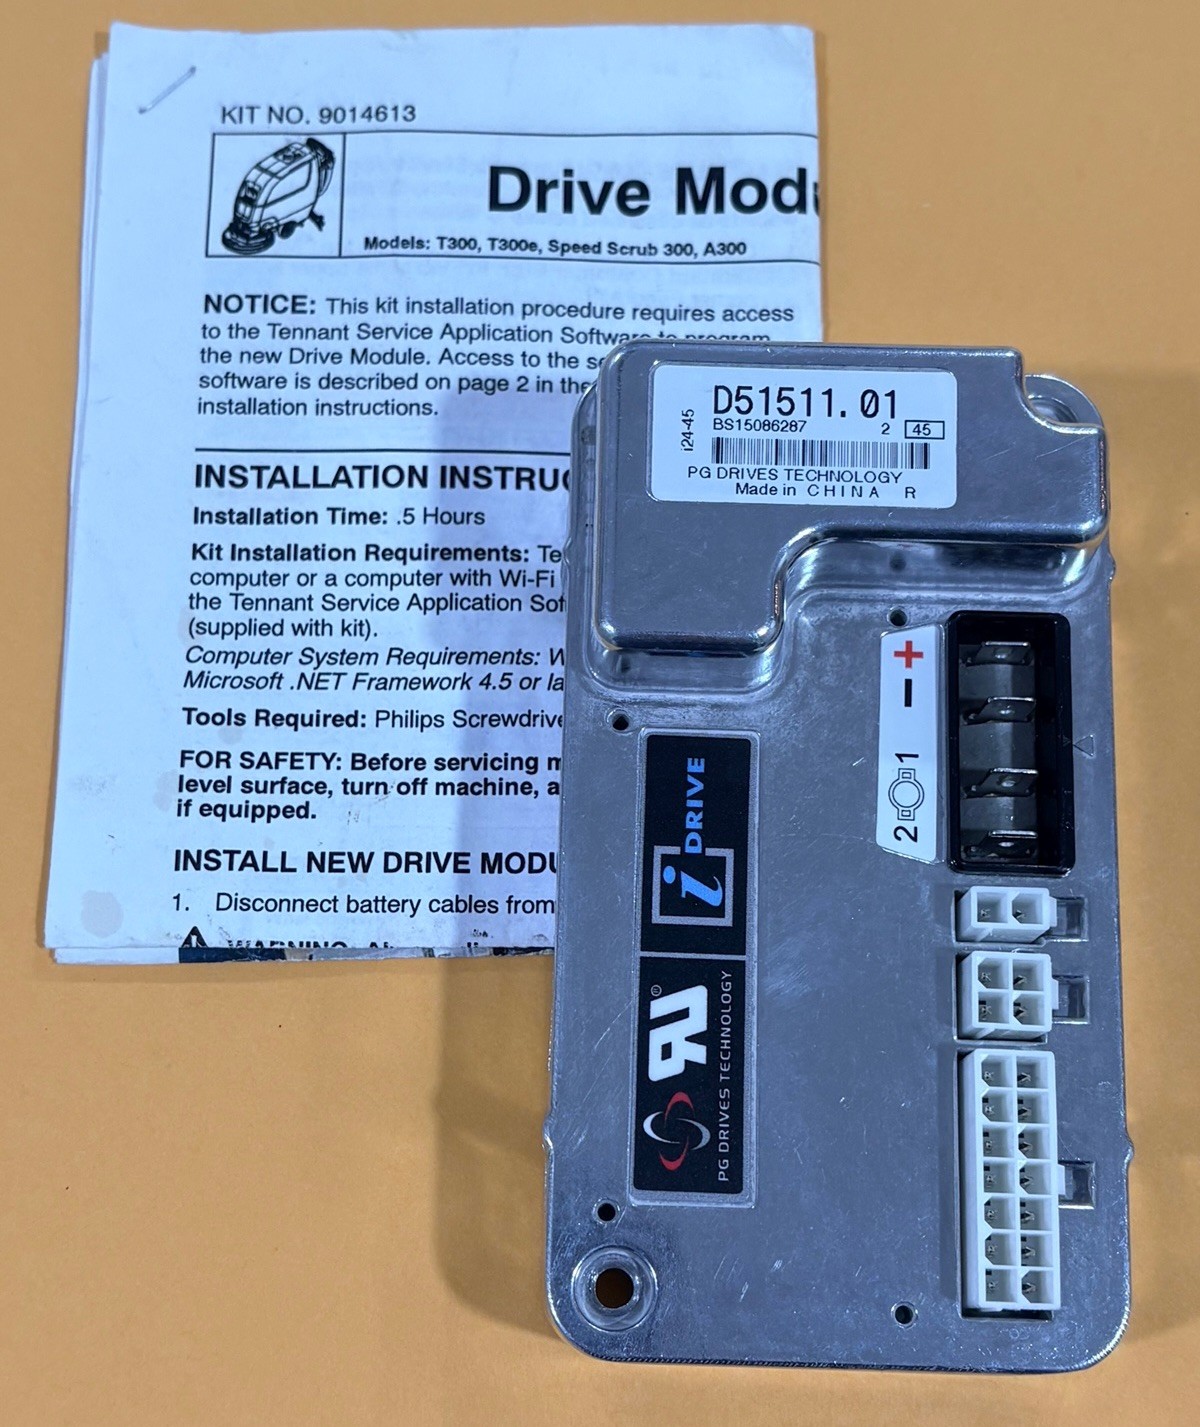 KIT NO. 9014613
Drive Mod
Models: T300, T300e, Speed Scrub 300, A300
NOTICE: This kit installation procedure requires access
to the Tennant Service Application Software to program
the new Drive Module. Access to the
software is described on page 2 in the
installation instructions.
INSTALLATION INSTRU
Installation Time: .5 Hours
Kit Installation Requirements: Te
computer or a computer with Wi-Fi
the Tennant Service Application Sof
(supplied with kit).
Computer System Requirements: W
Microsoft .NET Framework 4.5 or la
Tools Required: Philips Screwdrive
FOR SAFETY: Before servicing m
level surface, turn off machine, a
if equipped.
INSTALL NEW DRIVE MODU
1. Disconnect battery cables from
WARNING:
i24-45
D51511.01
BS15086287 2 45
PG DRIVES TECHNOLOGY
Made in CHINA R
+ −
2 1
i DRIVE
PG DRIVES TECHNOLOGY